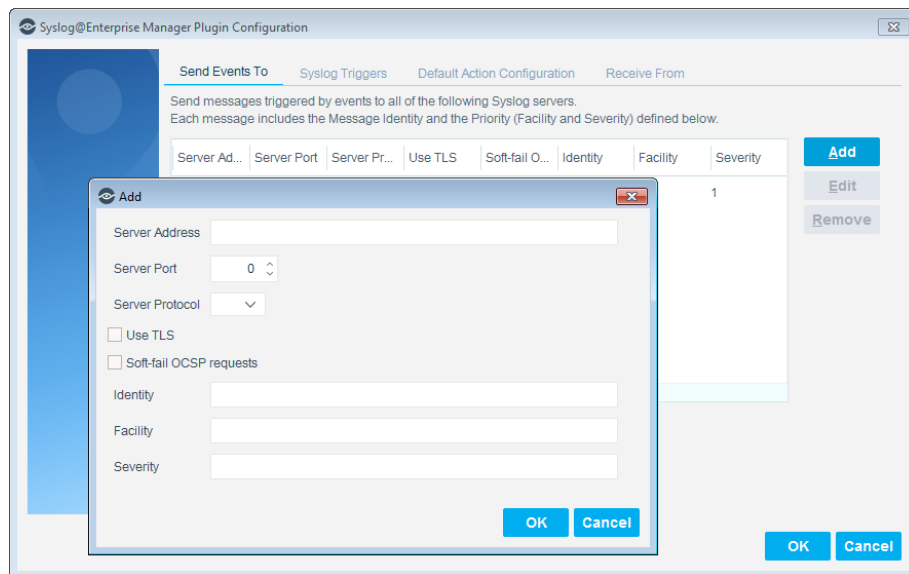 Syslog@Enterprise Manager Plugin Configuration
Send Events To Syslog Triggers Default Action Configuration Receive From
Send messages triggered by events to all of the following Syslog servers.
Each message includes the Message Identity and the Priority (Facility and Severity) defined below.
Server Ad... Server Port Server Pr... Use TLS Soft-fail O... Identity Facility Severity
1
Add
Edit
Remove
Add
Server Address
Server Port 0
Server Protocol
Use TLS
Soft-fail OCSP requests
Identity
Facility
Severity
OK Cancel
OK Cancel